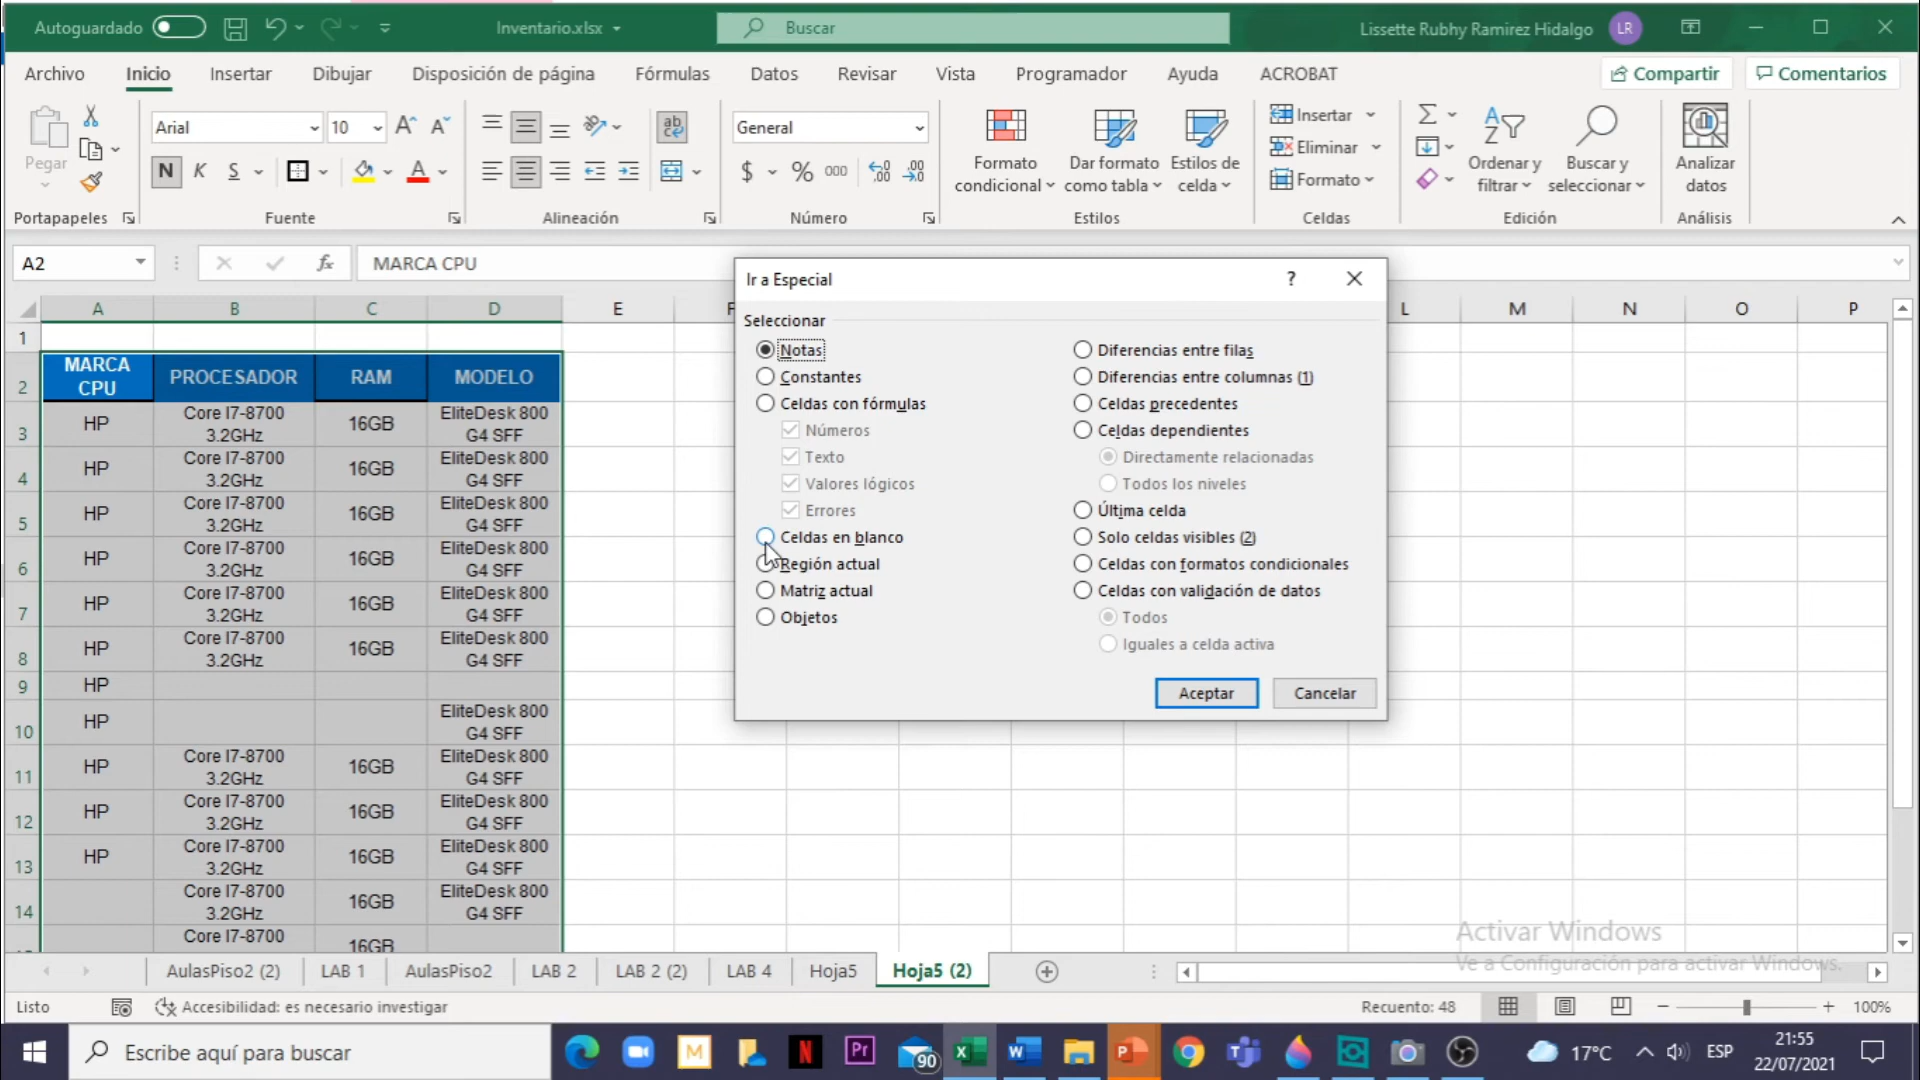 Autoguardado
Inventario.xlsx
Buscar
Lissette Rubhy Ramirez Hidalgo
LR
Archivo
Inicio
Insertar
Dibujar
Disposición de página
Fórmulas
Datos
Revisar
Vista
Programador
Ayuda
ACROBAT
Compartir
Comentarios
Pegar
Portapapeles
Arial
10
N K S
Fuente
ab
Alineación
General
$ % 000
Número
Formato condicional
Dar formato como tabla
Estilos de celda
Estilos
Insertar
Eliminar
Formato
Celdas
Ordenar y filtrar
Buscar y seleccionar
Edición
Analizar datos
Análisis
A2
fx
MARCA CPU
A B C D E F L M N O P
1
2 MARCA CPU PROCESADOR RAM MODELO
3 HP Core I7-8700 3.2GHz 16GB EliteDesk 800 G4 SFF
4 HP Core I7-8700 3.2GHz 16GB EliteDesk 800 G4 SFF
5 HP Core I7-8700 3.2GHz 16GB EliteDesk 800 G4 SFF
6 HP Core I7-8700 3.2GHz 16GB EliteDesk 800 G4 SFF
7 HP Core I7-8700 3.2GHz 16GB EliteDesk 800 G4 SFF
8 HP Core I7-8700 3.2GHz 16GB EliteDesk 800 G4 SFF
9 HP
10 HP EliteDesk 800 G4 SFF
11 HP Core I7-8700 3.2GHz 16GB EliteDesk 800 G4 SFF
12 HP Core I7-8700 3.2GHz 16GB EliteDesk 800 G4 SFF
13 HP Core I7-8700 3.2GHz 16GB EliteDesk 800 G4 SFF
14 Core I7-8700 3.2GHz 16GB EliteDesk 800 G4 SFF
Core I7-8700 16GB
Ir a Especial
?
Seleccionar
Notas
Constantes
Celdas con fórmulas
Números
Texto
Valores lógicos
Errores
Celdas en blanco
Región actual
Matriz actual
Objetos
Diferencias entre filas
Diferencias entre columnas (1)
Celdas precedentes
Celdas dependientes
Directamente relacionadas
Todos los niveles
Última celda
Solo celdas visibles (2)
Celdas con formatos condicionales
Celdas con validación de datos
Todos
Iguales a celda activa
Aceptar
Cancelar
Activar Windows
Ve a Configuración para activar Windows.
AulasPiso2 (2)
LAB 1
AulasPiso2
LAB 2
LAB 2 (2)
LAB 4
Hoja5
Hoja5 (2)
Listo
Accesibilidad: es necesario investigar
Recuento: 48
100%
Escribe aquí para buscar
M
N
Pr
90
17°C
ESP
21:55
22/07/2021